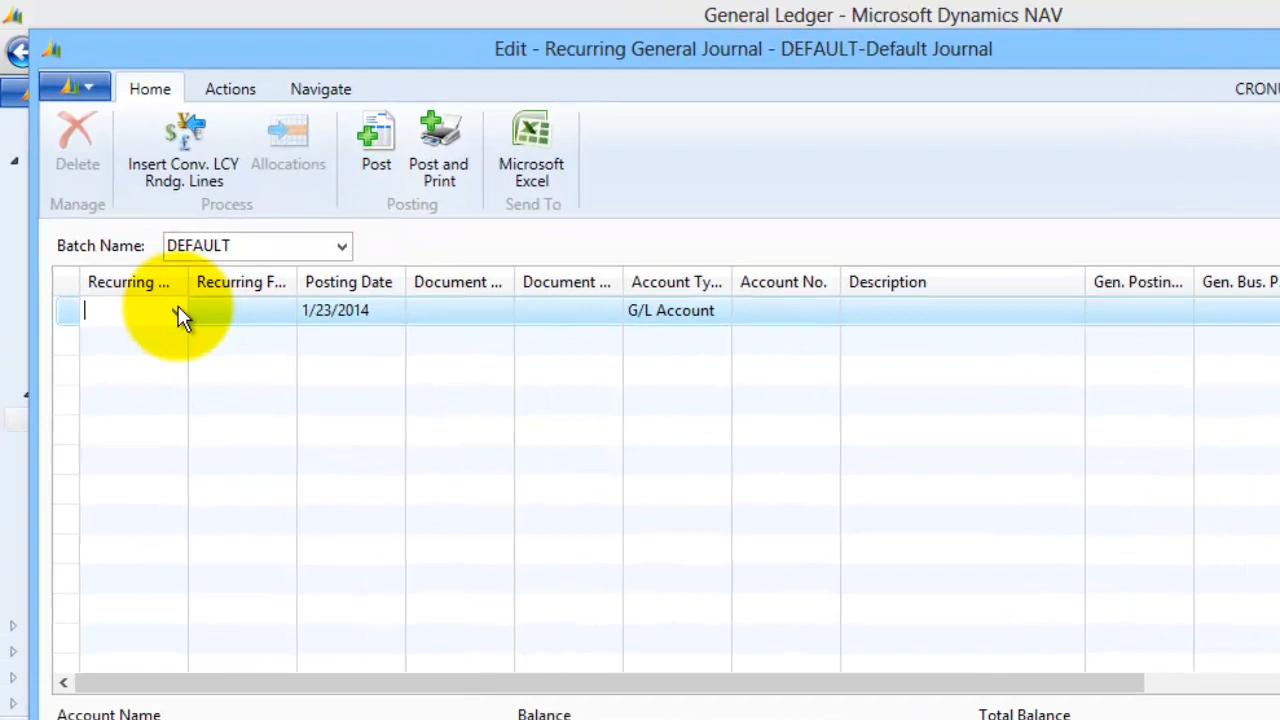 General Ledger - Microsoft Dynamics NAV
Edit - Recurring General Journal - DEFAULT-Default Journal
Home Actions Navigate
Delete
Insert Conv. LCY
Rndg. Lines
Allocations
Post
Post and
Print
Microsoft
Excel
Manage Process Posting Send To
Batch Name: DEFAULT
Recurring ... Recurring F... Posting Date Document ... Document ... Account Ty... Account No. Description Gen. Postin... Gen. Bus.
1/23/2014 G/L Account
Account Name Balance Total Balance